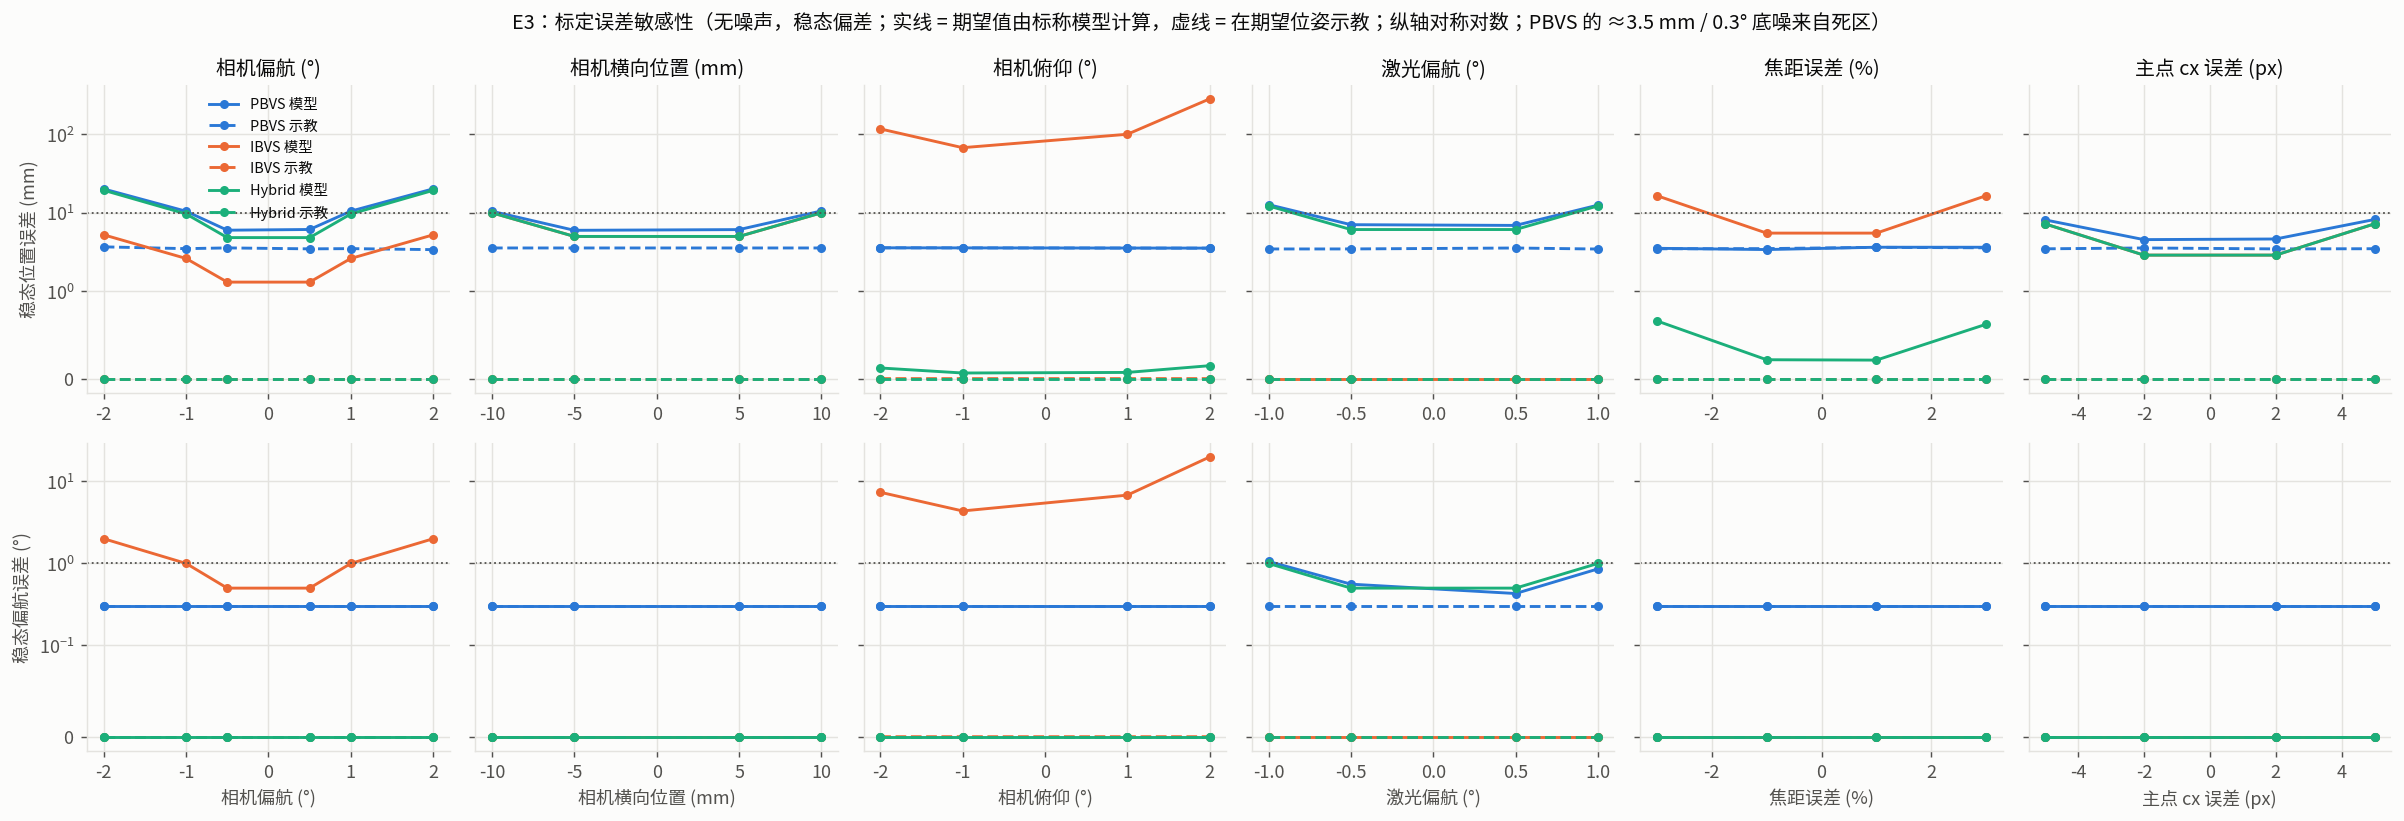 E3：标定误差敏感性（无噪声，稳态偏差；实线 = 期望值由标称模型计算，虚线 = 在期望位姿示教；纵轴对称对数；PBVS 的 ≈3.5 mm / 0.3° 底噪来自死区）
相机偏航 (°)
相机横向位置 (mm)
相机俯仰 (°)
激光偏航 (°)
焦距误差 (%)
主点 cx 误差 (px)
PBVS 模型
PBVS 示教
IBVS 模型
IBVS 示教
Hybrid 模型
Hybrid 示教
稳态位置误差 (mm)
10²
10¹
10⁰
0
-2 -1 0 1 2
-10 -5 0 5 10
-2 -1 0 1 2
-1.0 -0.5 0.0 0.5 1.0
-2 0 2
-4 -2 0 2 4
稳态偏航误差 (°)
10¹
10⁰
10⁻¹
0
-2 -1 0 1 2
-10 -5 0 5 10
-2 -1 0 1 2
-1.0 -0.5 0.0 0.5 1.0
-2 0 2
-4 -2 0 2 4
相机偏航 (°)
相机横向位置 (mm)
相机俯仰 (°)
激光偏航 (°)
焦距误差 (%)
主点 cx 误差 (px)